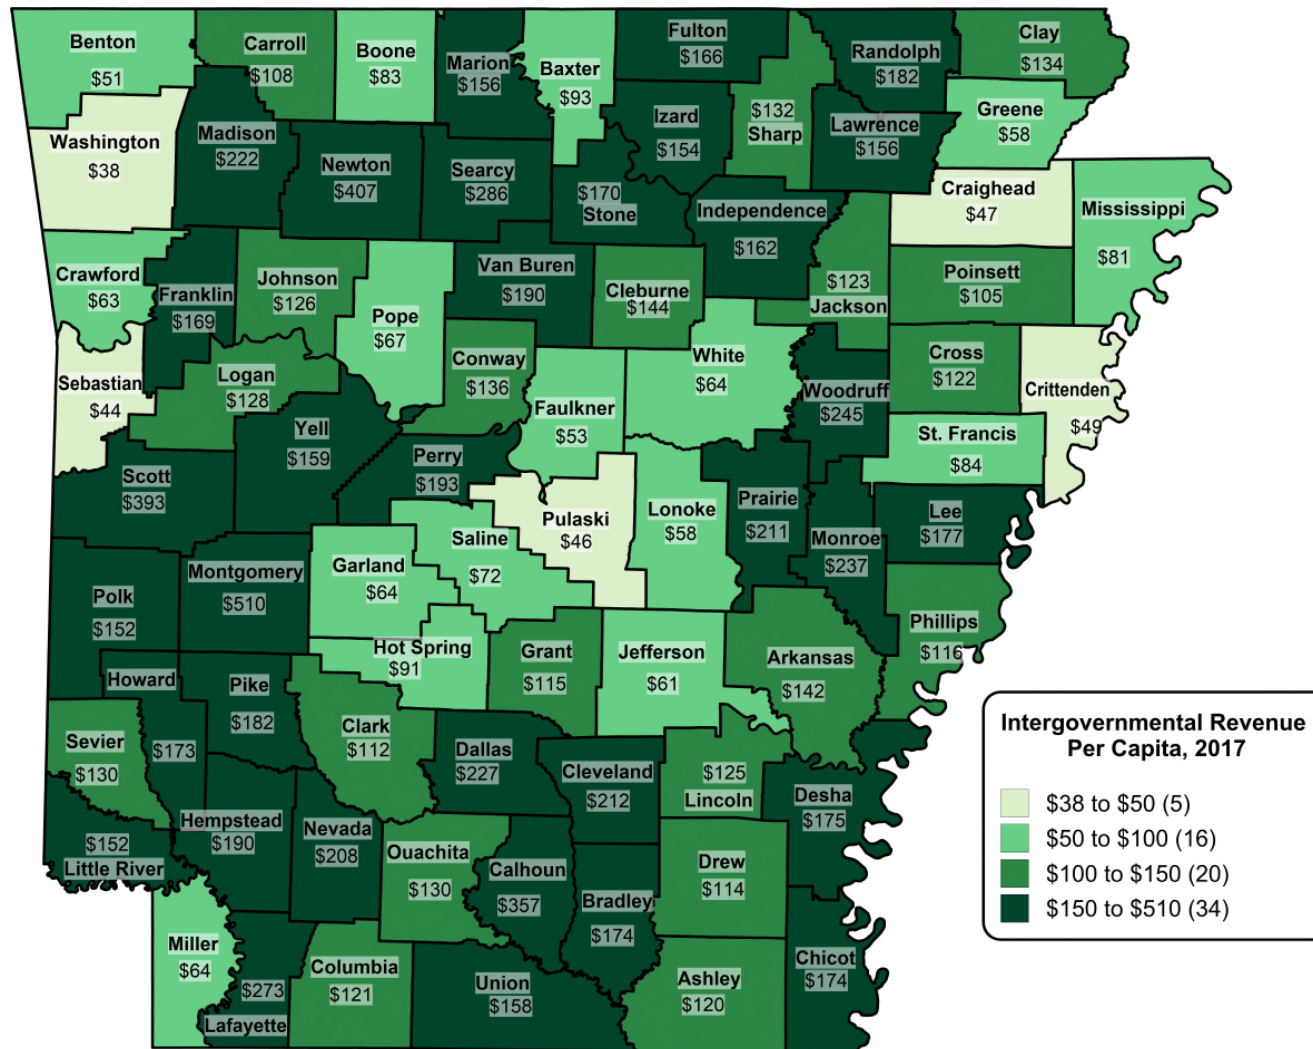 Benton
$51
Carroll
$108
Boone
$83
Marion
$156
Baxter
$93
Fulton
$166
Randolph
$182
Clay
$134
Washington
$38
Madison
$222
Newton
$407
Searcy
$286
$170
Stone
Izard
$154
$132
Sharp
Lawrence
$156
Greene
$58
Craighead
$47
Mississippi
$81
Crawford
$63
Franklin
$169
Johnson
$126
Pope
$67
Van Buren
$190
Cleburne
$144
Independence
$162
$123
Jackson
Poinsett
$105
Sebastian
$44
Logan
$128
Conway
$136
Faulkner
$53
White
$64
Woodruff
$245
Cross
$122
Crittenden
$49
St. Francis
$84
Scott
$393
Yell
$159
Perry
$193
Pulaski
$46
Lonoke
$58
Prairie
$211
Monroe
$237
Lee
$177
Polk
$152
Montgomery
$510
Garland
$64
Saline
$72
Hot Spring
$91
Grant
$115
Jefferson
$61
Arkansas
$142
Phillips
$116
Howard
$173
Pike
$182
Clark
$112
Sevier
$130
Dallas
$227
Cleveland
$212
$125
Lincoln
Desha
$175
$152
Little River
Hempstead
$190
Nevada
$208
Ouachita
$130
Calhoun
$357
Bradley
$174
Drew
$114
Miller
$64
$273
Lafayette
Columbia
$121
Union
$158
Ashley
$120
Chicot
$174
Intergovernmental Revenue
Per Capita, 2017
$38 to $50 (5)
$50 to $100 (16)
$100 to $150 (20)
$150 to $510 (34)